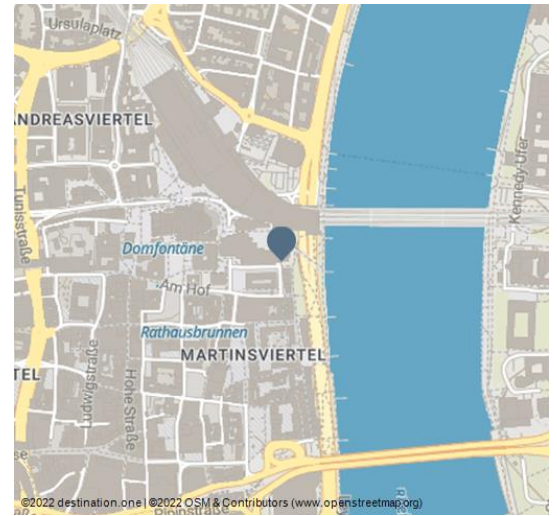 Ursulaplatz
ANDREASVIERTEL
Tunisstraße
Kennedy-Ufer
Domfontäne
Am Hof
Rathausbrunnen
MARTINSVIERTEL
TEL
Ludwigstraße
Hohe Straße
©2022 destination.one | ©2022 OSM & Contributors (www.openstreetmap.org)